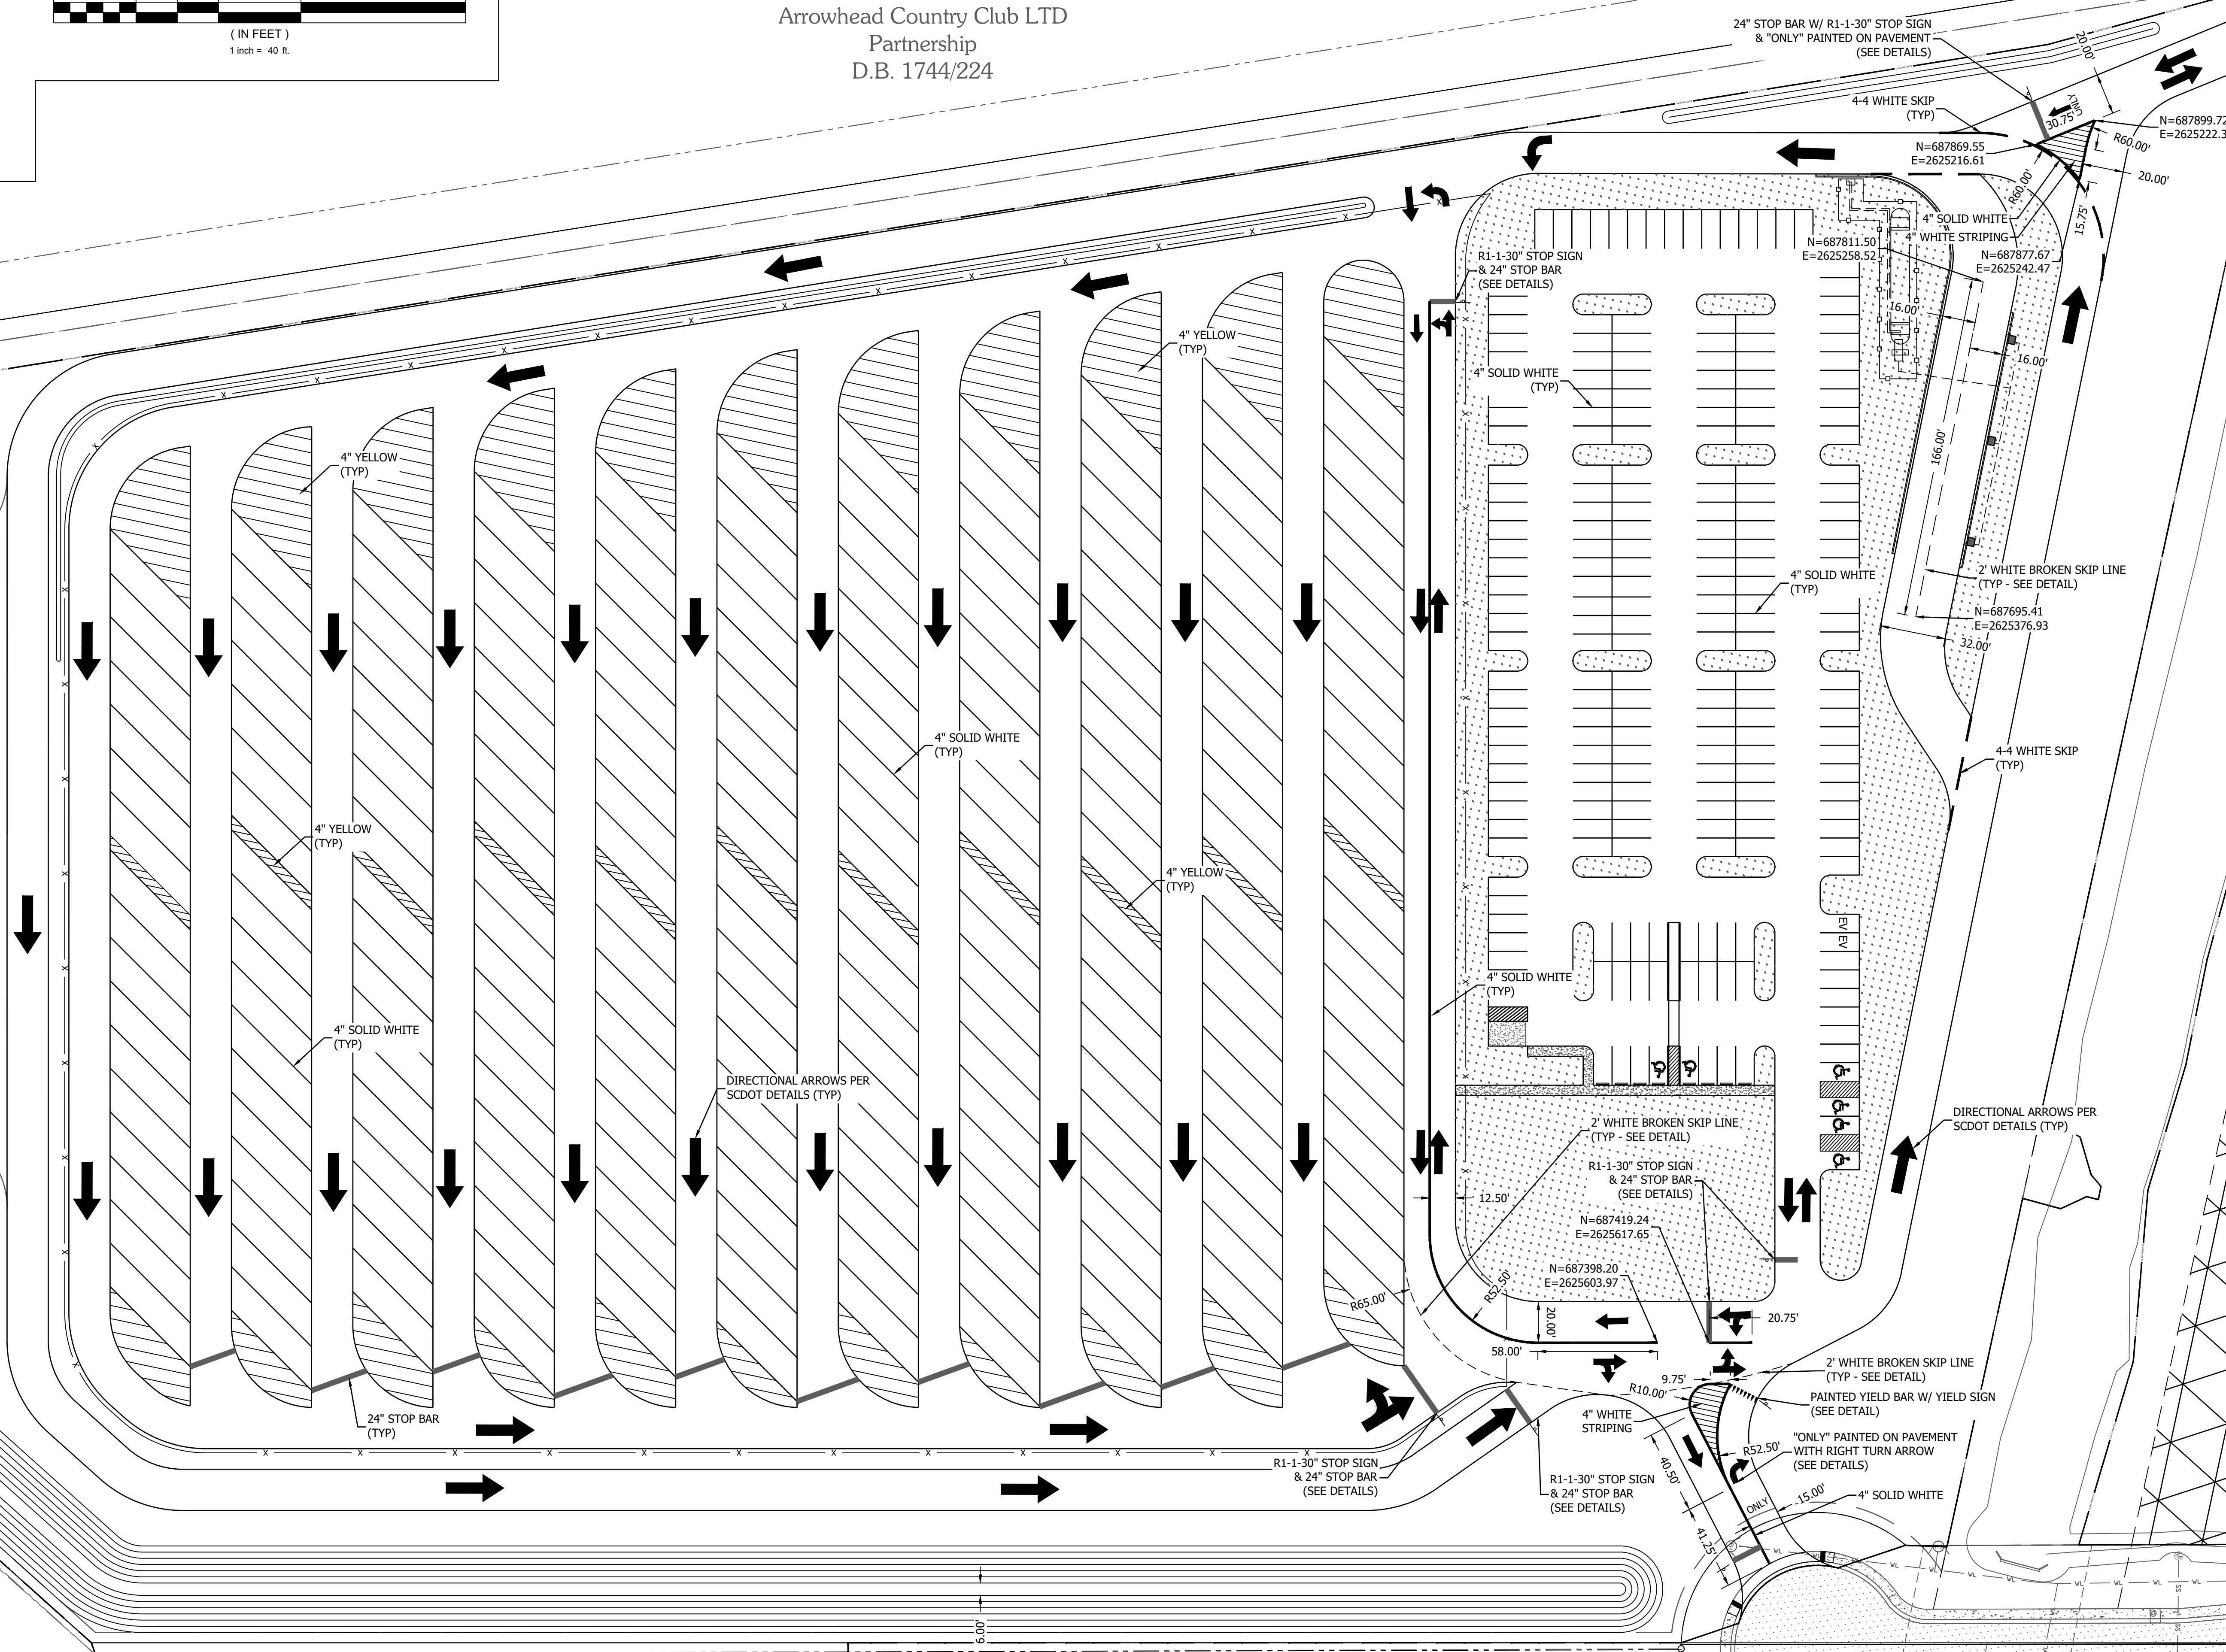 ( IN FEET )
1 inch = 40 ft.
Arrowhead Country Club LTD
Partnership
D.B. 1744/224
24" STOP BAR W/ R1-1-30" STOP SIGN
& "ONLY" PAINTED ON PAVEMENT
(SEE DETAILS)
20.00'
4-4 WHITE SKIP
(TYP)
ONLY
30.75'
N=687899.72
E=2625222.3
R60.00'
N=687869.55
E=2625216.61
20.00'
R60.00'
15.75'
4" SOLID WHITE
4" WHITE STRIPING
N=687811.50
E=2625258.52
N=687877.67
E=2625242.47
R1-1-30" STOP SIGN
& 24" STOP BAR
(SEE DETAILS)
16.00'
16.00'
4" YELLOW
(TYP)
4" SOLID WHITE
(TYP)
166.00'
4" YELLOW
(TYP)
2' WHITE BROKEN SKIP LINE
(TYP - SEE DETAIL)
4" SOLID WHITE
(TYP)
N=687695.41
E=2625376.93
32.00'
4" SOLID WHITE
(TYP)
4-4 WHITE SKIP
(TYP)
4" YELLOW
(TYP)
4" YELLOW
(TYP)
EV EV
4" SOLID WHITE
(TYP)
4" SOLID WHITE
(TYP)
DIRECTIONAL ARROWS PER
SCDOT DETAILS (TYP)
DIRECTIONAL ARROWS PER
SCDOT DETAILS (TYP)
2' WHITE BROKEN SKIP LINE
(TYP - SEE DETAIL)
R1-1-30" STOP SIGN
& 24" STOP BAR
(SEE DETAILS)
12.50'
N=687419.24
E=2625617.65
N=687398.20
E=2625603.97
R52.50'
R65.00'
20.00'
20.75'
58.00'
2' WHITE BROKEN SKIP LINE
(TYP - SEE DETAIL)
9.75'
R10.00'
PAINTED YIELD BAR W/ YIELD SIGN
(SEE DETAIL)
4" WHITE
STRIPING
24" STOP BAR
(TYP)
"ONLY" PAINTED ON PAVEMENT
WITH RIGHT TURN ARROW
(SEE DETAILS)
R52.50'
40.50'
R1-1-30" STOP SIGN
& 24" STOP BAR
(SEE DETAILS)
R1-1-30" STOP SIGN
& 24" STOP BAR
(SEE DETAILS)
ONLY
15.00'
4" SOLID WHITE
41.25'
WL
WL
WL
WL
WL
WL
WL
WL
SS
SS
6.00'